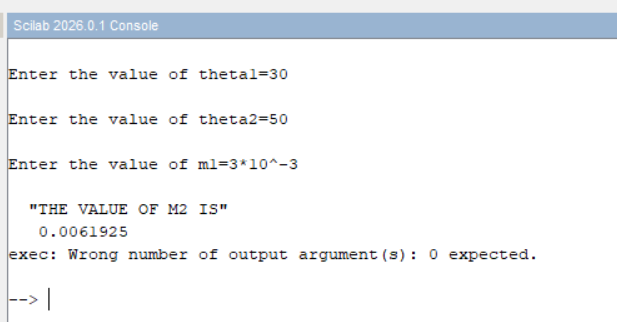 Scilab 2026.0.1 Console
Enter the value of theta1=30
Enter the value of theta2=50
Enter the value of m1=3*10^-3
"THE VALUE OF M2 IS"
0.0061925
exec: Wrong number of output argument(s): 0 expected.
-->